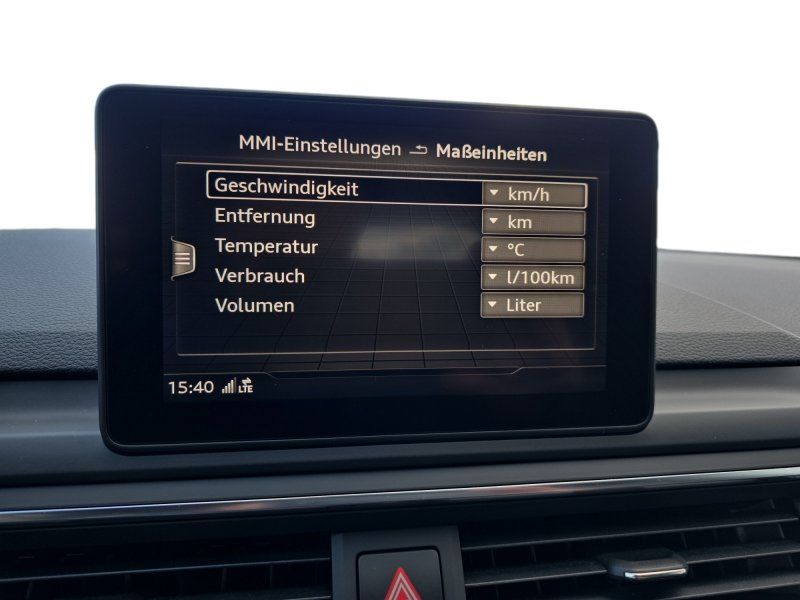 MMI-Einstellungen Maßeinheiten
Geschwindigkeit km/h
Entfernung km
Temperatur °C
Verbrauch l/100km
Volumen Liter
15:40 LTE